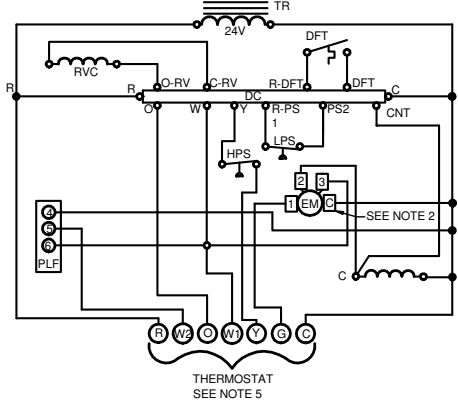 TR
24V
DFT
RVC
O-RV
C-RV
R-DFT
DFT
R
R
DC
C
O
W
Y
R-PS
1
PS2
CNT
LPS
HPS
2
3
1
EM
C
SEE NOTE 2
4
5
6
PLF
C
R
W2
O
W1
Y
G
C
THERMOSTAT
SEE NOTE 5